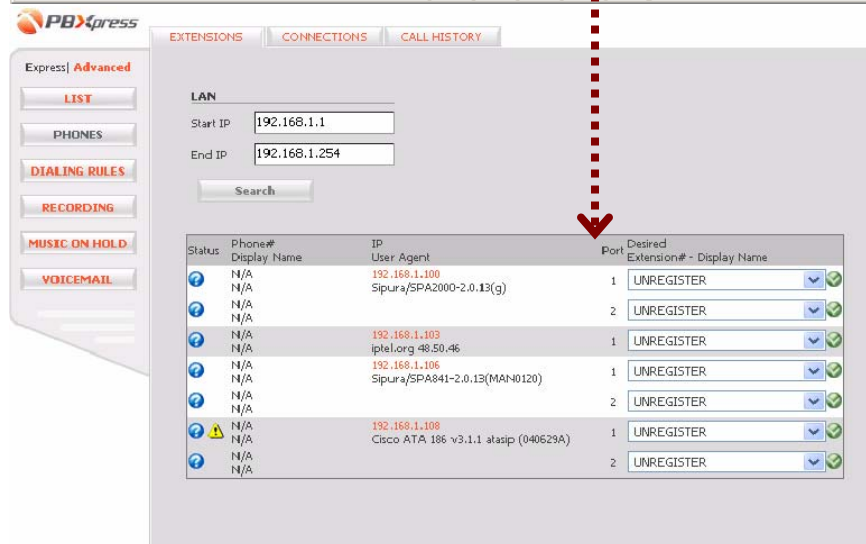 PBXpress
EXTENSIONS CONNECTIONS CALL HISTORY
Express| Advanced
LIST
PHONES
DIALING RULES
RECORDING
MUSIC ON HOLD
VOICEMAIL
LAN
Start IP 192.168.1.1
End IP 192.168.1.254
Search
Status Phone# IP Port Desired
Display Name User Agent Extension# - Display Name
N/A 192.168.1.100 1 UNREGISTER
N/A Sipura/SPA2000-2.0.13(g)
N/A 2 UNREGISTER
N/A
N/A 192.168.1.103 1 UNREGISTER
N/A iptel.org 48.50.46
N/A 192.168.1.106 1 UNREGISTER
N/A Sipura/SPA841-2.0.13(MAN0120)
N/A 2 UNREGISTER
N/A
N/A 192.168.1.108 1 UNREGISTER
N/A Cisco ATA 186 v3.1.1 atasip (040629A)
N/A 2 UNREGISTER
N/A